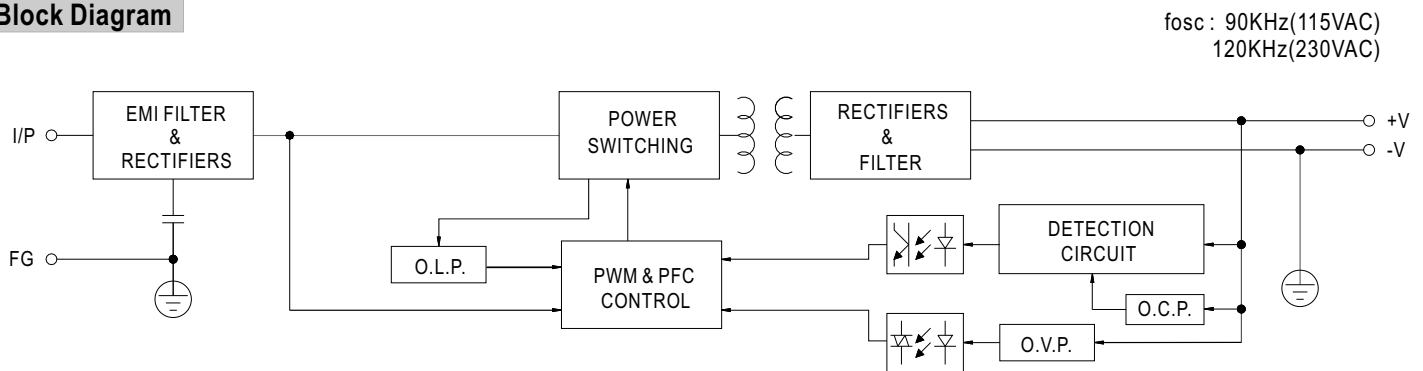 Block Diagram
fosc : 90KHz(115VAC)
120KHz(230VAC)
I/P
EMI FILTER
&
RECTIFIERS
POWER
SWITCHING
RECTIFIERS
&
FILTER
+V
-V
FG
O.L.P.
PWM & PFC
CONTROL
DETECTION
CIRCUIT
O.C.P.
O.V.P.